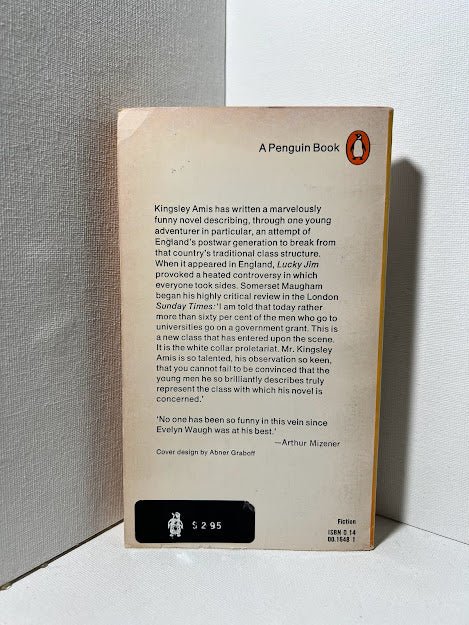 A Penguin Book
Kingsley Amis has written a marvelously
funny novel describing, through one young
adventurer in particular, an attempt of
England's postwar generation to break from
that country's traditional class structure.
When it appeared in England, Lucky Jim
provoked a heated controversy in which
everyone took sides. Somerset Maugham
began his highly critical review in the London
Sunday Times: 'I am told that today rather
more than sixty per cent of the men who go to
universities go on a government grant. This is
a new class that has entered upon the scene.
It is the white collar proletariat. Mr. Kingsley
Amis is so talented, his observation so keen,
that you cannot fail to be convinced that the
young men he so brilliantly describes truly
represent the class with which his novel is
concerned.'
'No one has been so funny in this vein since
Evelyn Waugh was at his best.'
—Arthur Mizener
Cover design by Abner Graboff
$2.95
Fiction
ISBN 0 14
00.1648 1